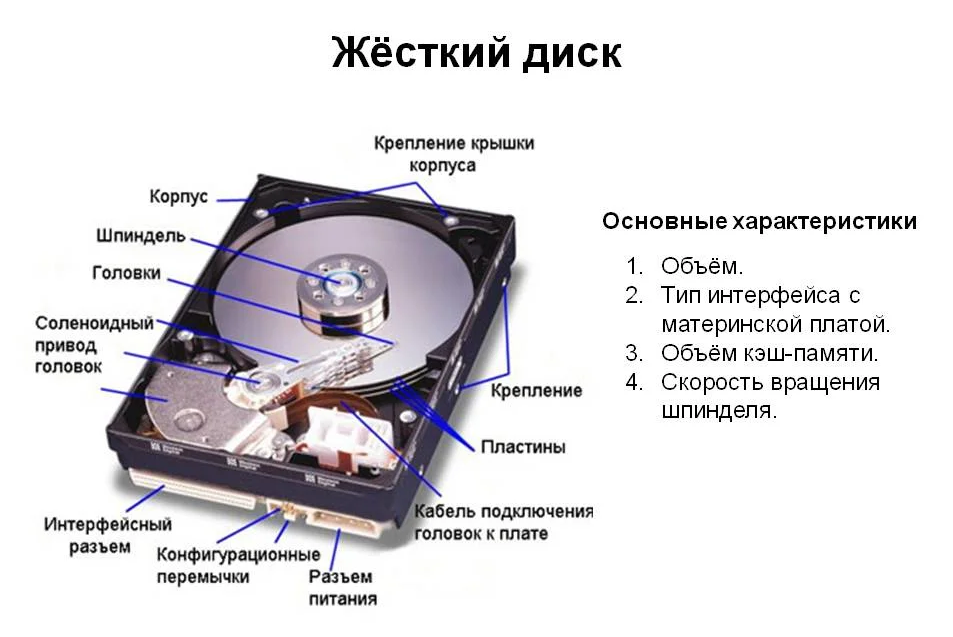 Жёсткий диск
Крепление крышки
корпуса
Корпус
Шпиндель
Головки
Соленоидный
привод
головок
Крепление
Пластины
Кабель подключения
головок к плате
Интерфейсный
разъем
Конфигурационные
перемычки
Разъем
питания
Основные характеристики
1. Объём.
2. Тип интерфейса с
материнской платой.
3. Объём кэш-памяти.
4. Скорость вращения
шпинделя.